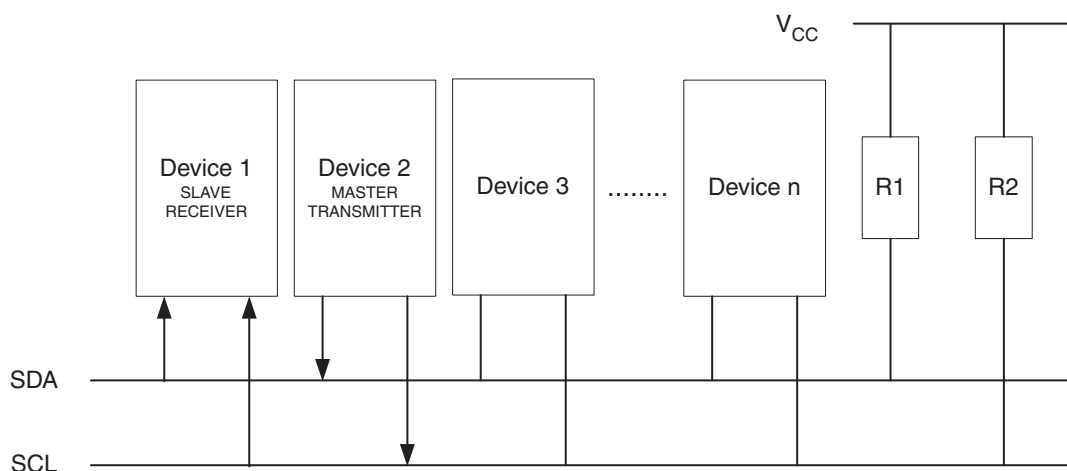 VCC
Device 1
SLAVE
RECEIVER
Device 2
MASTER
TRANSMITTER
Device 3
........
Device n
R1
R2
SDA
SCL